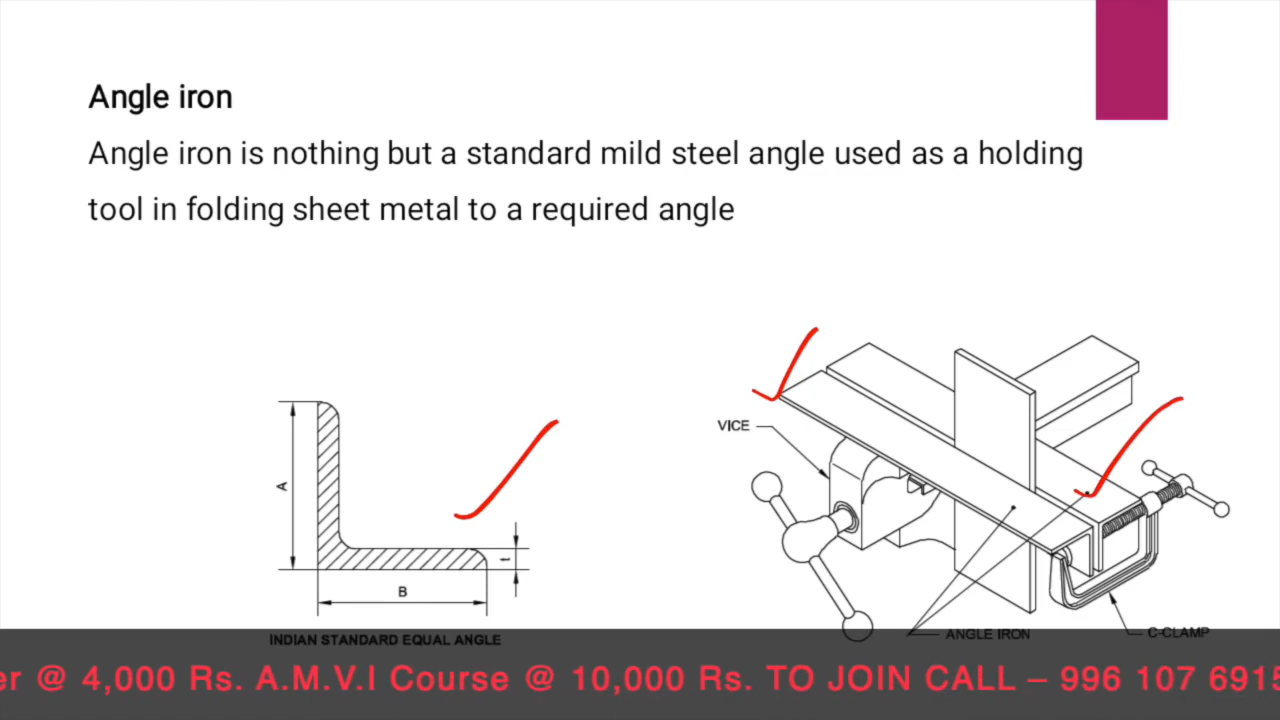 Angle iron
Angle iron is nothing but a standard mild steel angle used as a holding
tool in folding sheet metal to a required angle
VICE
A
t
B
ANGLE IRON
C-CLAMP
INDIAN STANDARD EQUAL ANGLE
er @ 4,000 Rs. A.M.V.I Course @ 10,000 Rs. TO JOIN CALL – 996 107 6915